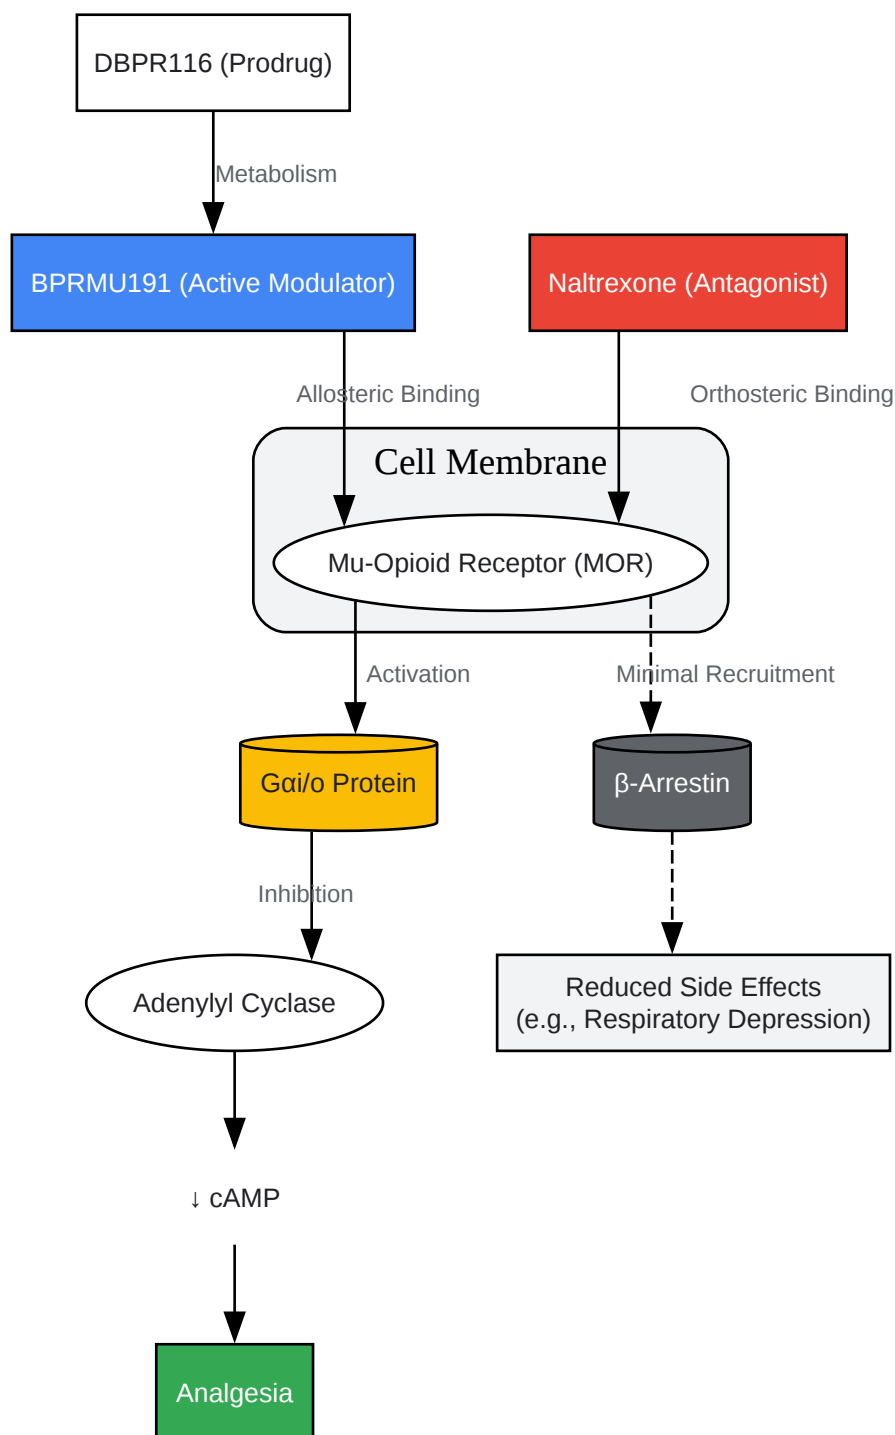 DBPR116 (Prodrug)
Metabolism
BPRMU191 (Active Modulator)
Naltrexone (Antagonist)
Allosteric Binding
Orthosteric Binding
Cell Membrane
Mu-Opioid Receptor (MOR)
Activation
Minimal Recruitment
Gαi/o Protein
β-Arrestin
Inhibition
Adenylyl Cyclase
Reduced Side Effects
(e.g., Respiratory Depression)
↓ cAMP
Analgesia